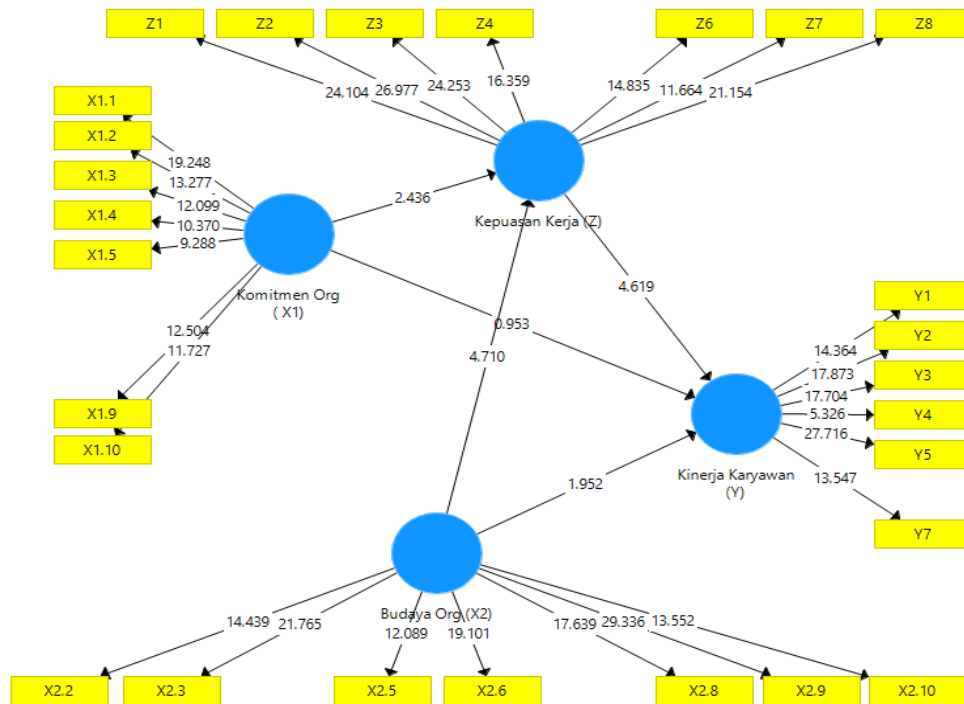 Z1
Z2
Z3
Z4
Z6
Z7
Z8
24.104
26.977
24.253
16.359
14.835
11.664
21.154
X1.1
X1.2
X1.3
X1.4
X1.5
19.248
13.277
12.099
10.370
9.288
2.436
Kepuasan Kerja (Z)
Komitmen Org
( X1)
12.504
11.727
0.953
4.619
4.710
X1.9
X1.10
Y1
Y2
Y3
Y4
Y5
Y7
14.364
17.873
17.704
5.326
27.716
13.547
Kinerja Karyawan
(Y)
1.952
Budaya Org (X2)
14.439
21.765
12.089
19.101
17.639
29.336
13.552
X2.2
X2.3
X2.5
X2.6
X2.8
X2.9
X2.10